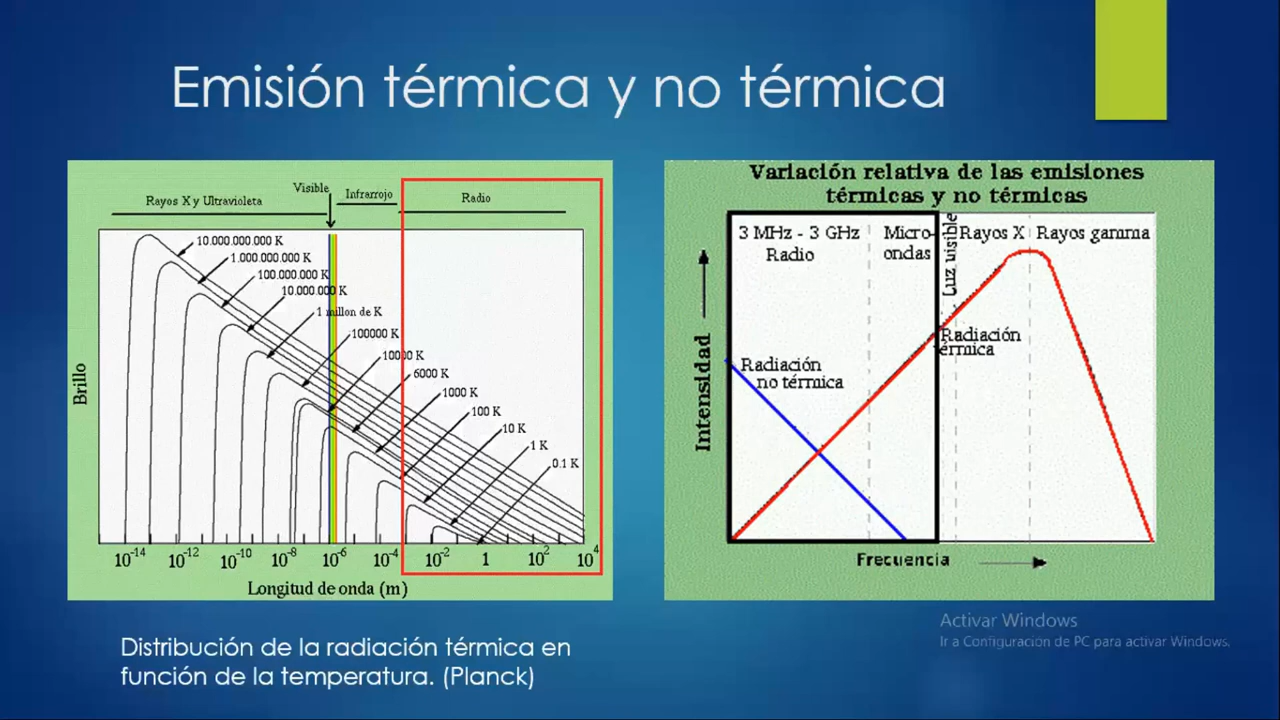 Emisión térmica y no térmica
Rayos X y Ultravioleta
Visible
Infrarrojo
Radio
10.000.000.000 K
1.000.000.000 K
100.000.000 K
10.000.000 K
1 millon de K
100000 K
10000 K
6000 K
1000 K
100 K
10 K
1 K
0.1 K
Brillo
10^-14 10^-12 10^-10 10^-8 10^-6 10^-4 10^-2 1 10^2 10^4
Longitud de onda (m)
Distribución de la radiación térmica en
función de la temperatura. (Planck)
Variación relativa de las emisiones
térmicas y no térmicas
3 MHz - 3 GHz
Radio
Micro-
ondas
Luz visible
Rayos X
Rayos gamma
Radiación
térmica
Radiación
no térmica
Intensidad
Frecuencia
Activar Windows
Ir a Configuración de PC para activar Windows.